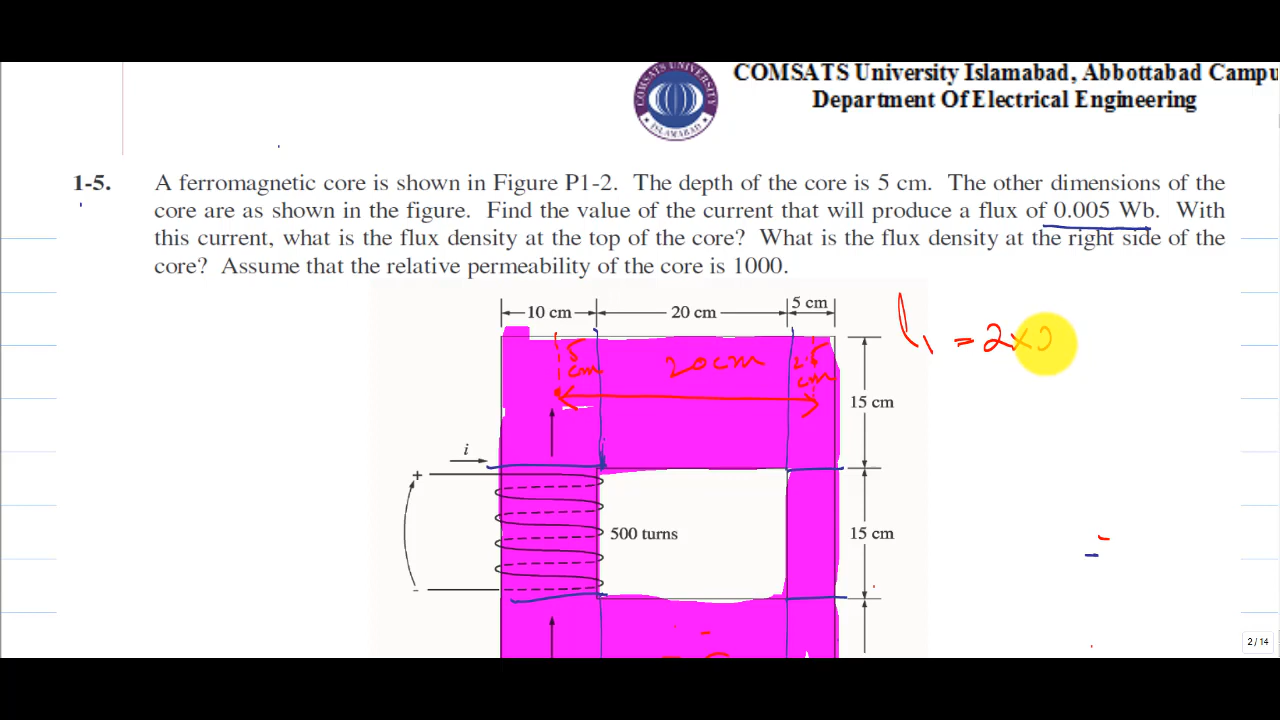 COMSATS University Islamabad, Abbottabad Campu
Department Of Electrical Engineering
COMSATS UNIVERSITY
ISLAMABAD
1-5. A ferromagnetic core is shown in Figure P1-2. The depth of the core is 5 cm. The other dimensions of the
core are as shown in the figure. Find the value of the current that will produce a flux of 0.005 Wb. With
this current, what is the flux density at the top of the core? What is the flux density at the right side of the
core? Assume that the relative permeability of the core is 1000.
10 cm 20 cm 5 cm
l₁ = 2×
5 cm 20cm 2.5 cm
15 cm
i
+
500 turns
15 cm
-
2 / 14